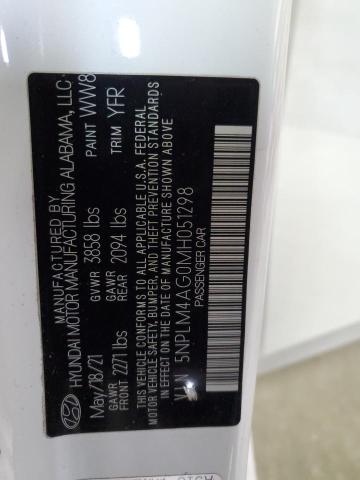 MANUFACTURED BY
HYUNDAI MOTOR MANUFACTURING ALABAMA, LLC.
May/18/21 GVWR 3858 lbs PAINT WW8
GAWR FRONT 2271 lbs GAWR REAR 2094 lbs TRIM YFR
THIS VEHICLE CONFORMS TO ALL APPLICABLE U.S.A. FEDERAL
MOTOR VEHICLE SAFETY, BUMPER, AND THEFT PREVENTION STANDARDS
IN EFFECT ON THE DATE OF MANUFACTURE SHOWN ABOVE
VIN 5NPLM4AG0MH051298
PASSENGER CAR